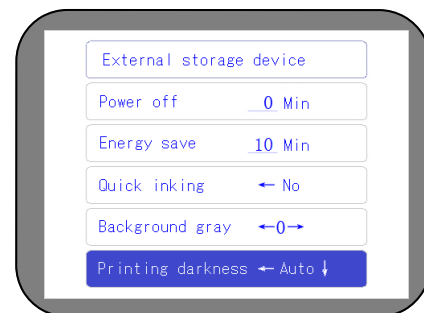 External storage device
Power off 0 Min
Energy save 10 Min
Quick inking ← No
Background gray ←0→
Printing darkness ← Auto ↓